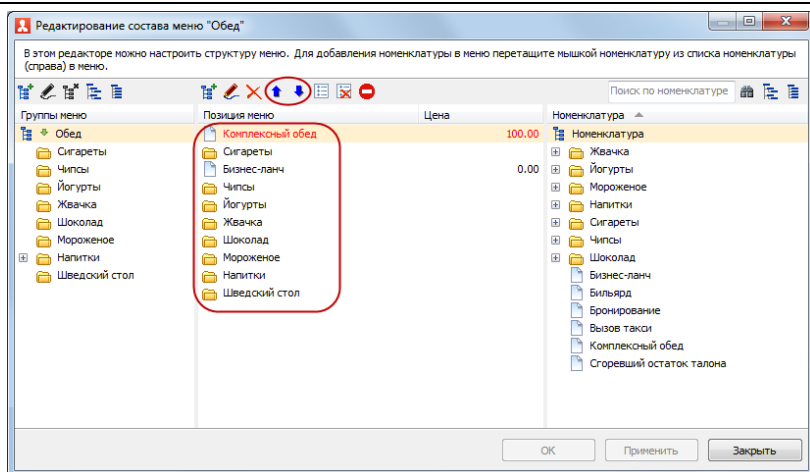 Редактирование состава меню "Обед"
В этом редакторе можно настроить структуру меню. Для добавления номенклатуры в меню перетащите мышкой номенклатуру из списка номенклатуры
(справа) в меню.
Поиск по номенклатуре
Группы меню
Обед
Сигареты
Чипсы
Йогурты
Жвачка
Шоколад
Мороженое
Напитки
Шведский стол
Позиция меню Цена
Комплексный обед 100.00
Сигареты
Бизнес-ланч 0.00
Чипсы
Йогурты
Жвачка
Шоколад
Мороженое
Напитки
Шведский стол
Номенклатура
Номенклатура
Жвачка
Йогурты
Мороженое
Напитки
Сигареты
Чипсы
Шоколад
Бизнес-ланч
Бильярд
Бронирование
Вызов такси
Комплексный обед
Сгоревший остаток талона
OK Применить Закрыть